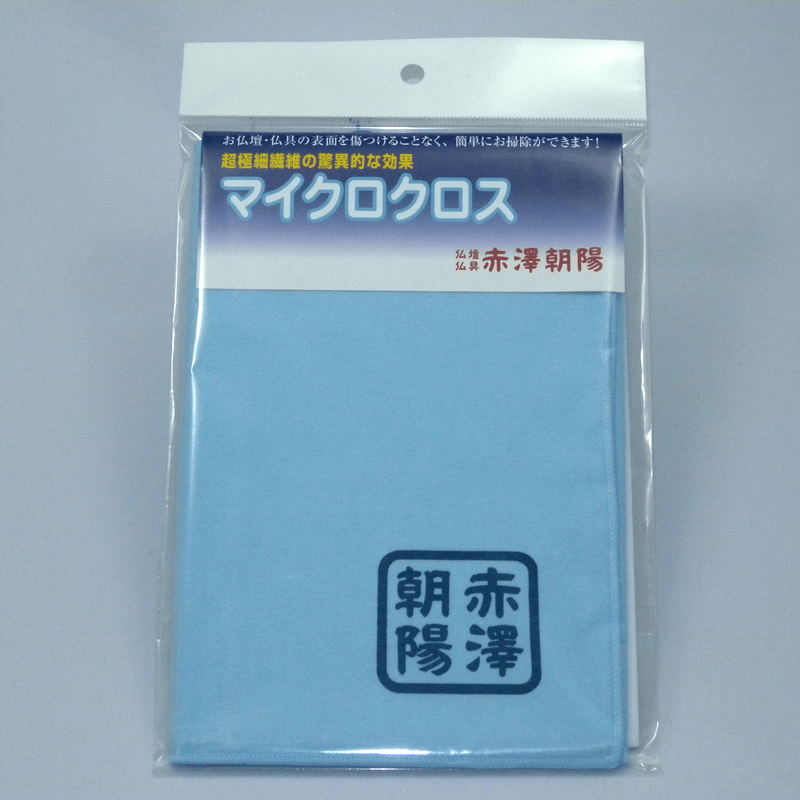 お仏壇・仏具の表面を傷つけることなく、簡単にお掃除ができます！
超極細繊維の驚異的な効果
マイクロクロス
仏壇
仏具 赤澤朝陽
赤澤
朝陽